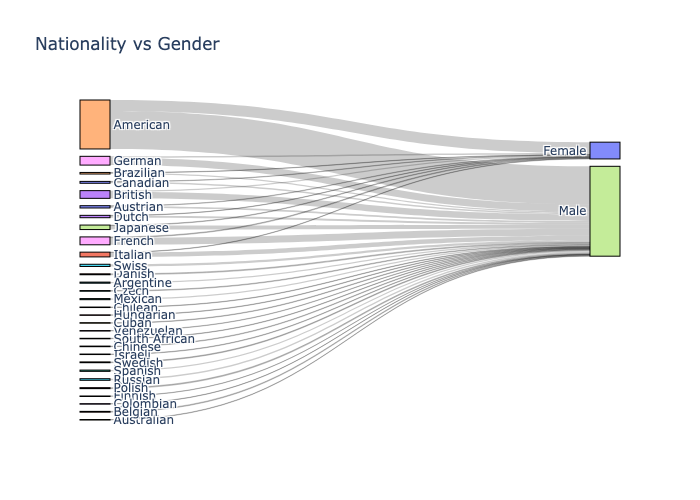 Nationality vs Gender
American
German
Brazilian
Canadian
British
Austrian
Dutch
Japanese
French
Italian
Swiss
Danish
Argentine
Czech
Mexican
Chilean
Hungarian
Cuban
Venezuelan
South African
Chinese
Israeli
Swedish
Spanish
Russian
Polish
Finnish
Colombian
Belgian
Australian
Female
Male